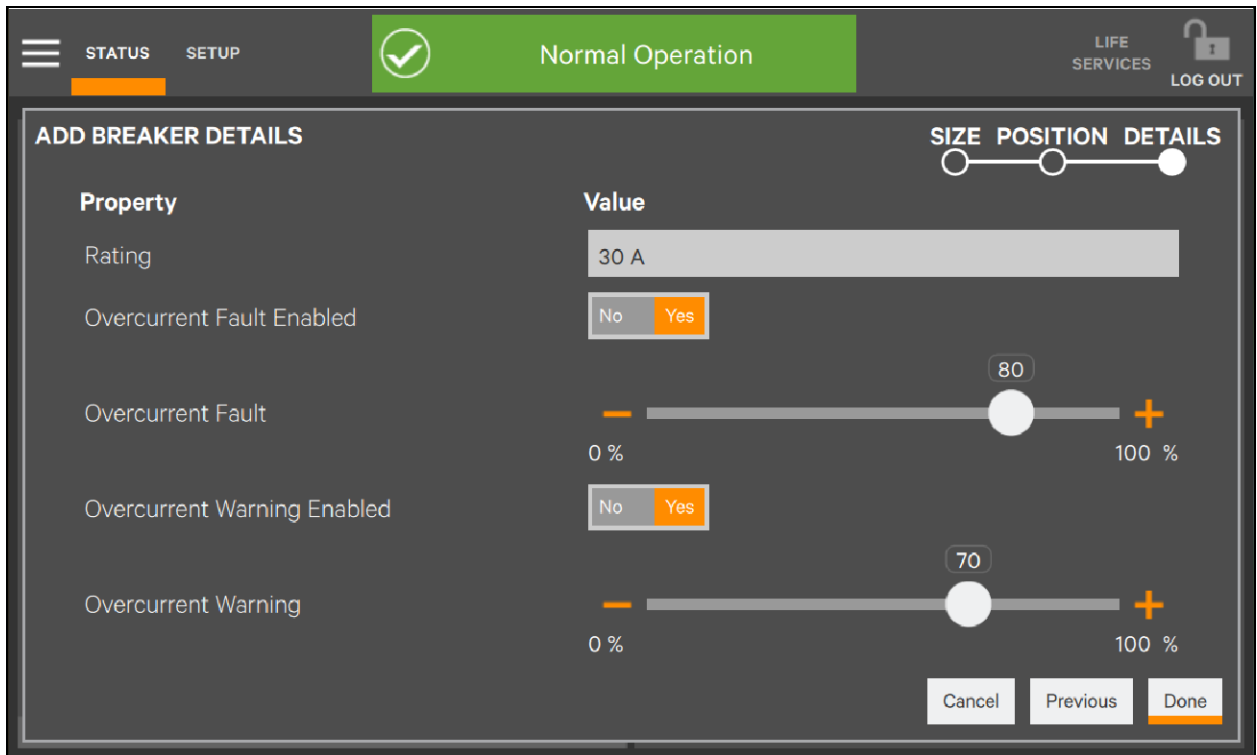 STATUS SETUP Normal Operation LIFE SERVICES LOG OUT
ADD BREAKER DETAILS SIZE POSITION DETAILS
Property Value
Rating 30 A
Overcurrent Fault Enabled No Yes
80
Overcurrent Fault − +
0 % 100 %
Overcurrent Warning Enabled No Yes
70
Overcurrent Warning − +
0 % 100 %
Cancel Previous Done